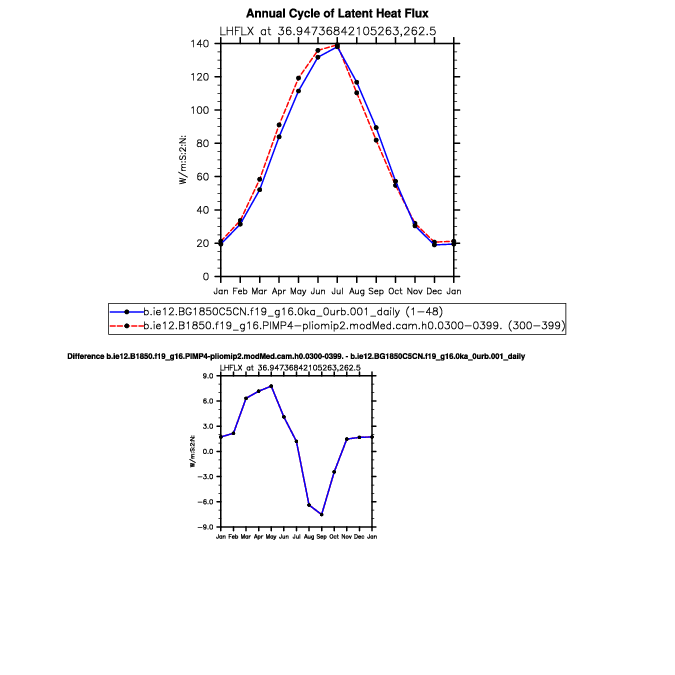 Annual Cycle of Latent Heat Flux
LHFLX at 36.94736842105263,262.5
140
120
100
80
60
40
20
0
W/m:S:2:N:
Jan Feb Mar Apr May Jun Jul Aug Sep Oct Nov Dec Jan
b.ie12.BG1850C5CN.f19_g16.0ka_0urb.001_daily (1-48)
b.ie12.B1850.f19_g16.PIMP4-pliomip2.modMed.cam.h0.0300-0399. (300-399)
Difference b.ie12.B1850.f19_g16.PIMP4-pliomip2.modMed.cam.h0.0300-0399. - b.ie12.BG1850C5CN.f19_g16.0ka_0urb.001_daily
LHFLX at 36.94736842105263,262.5
9.0
6.0
3.0
0.0
-3.0
-6.0
-9.0
W/m:S:2:N:
Jan Feb Mar Apr May Jun Jul Aug Sep Oct Nov Dec Jan